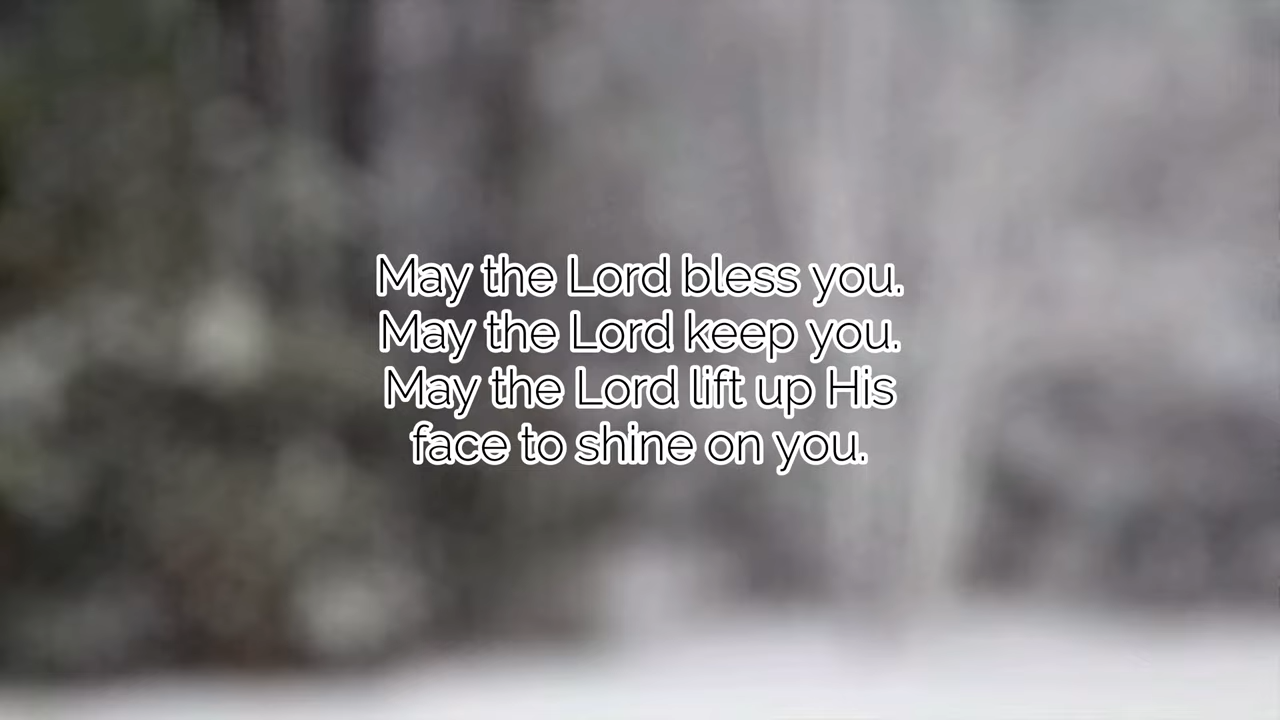 May the Lord bless you.
May the Lord keep you.
May the Lord lift up His
face to shine on you.